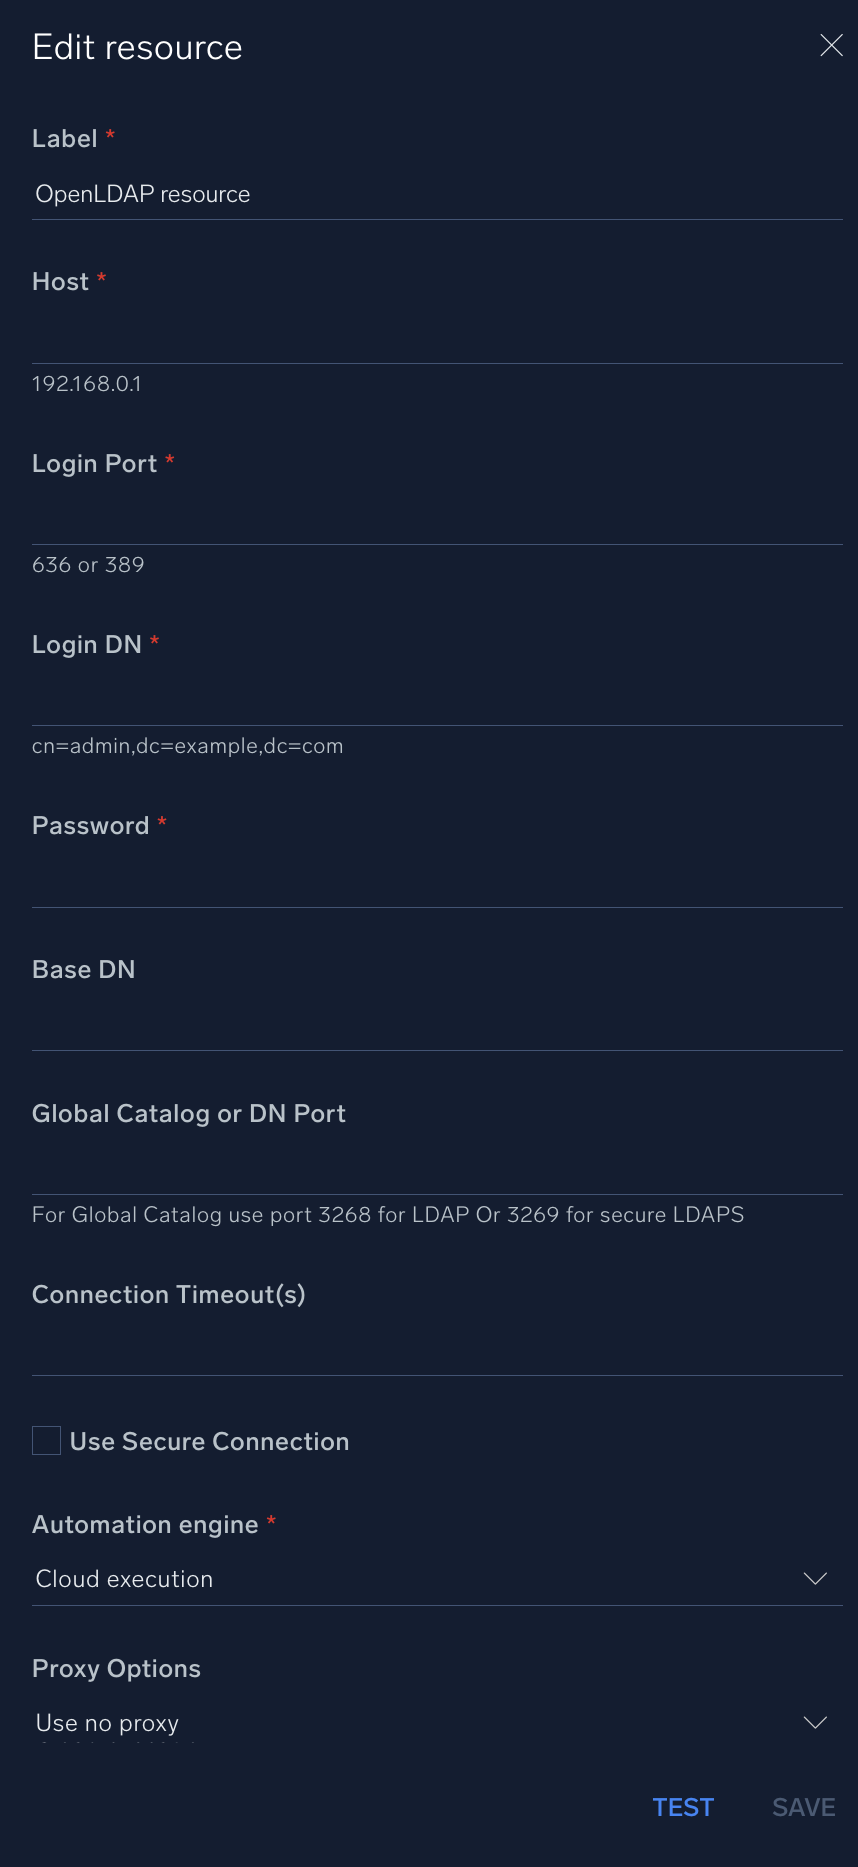 Edit resource
Label *
OpenLDAP resource
Host *
192.168.0.1
Login Port *
636 or 389
Login DN *
cn=admin,dc=example,dc=com
Password *
Base DN
Global Catalog or DN Port
For Global Catalog use port 3268 for LDAP Or 3269 for secure LDAPS
Connection Timeout(s)
Use Secure Connection
Automation engine *
Cloud execution
Proxy Options
Use no proxy
TEST SAVE